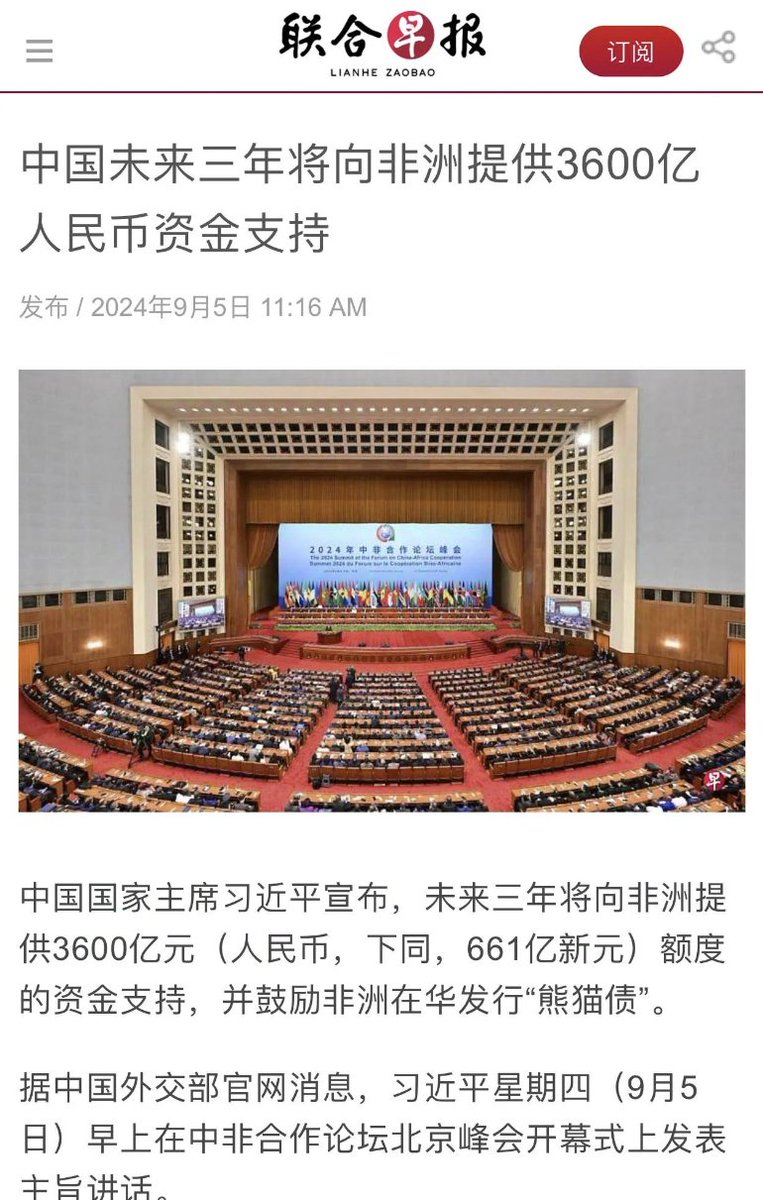 联合早报
LIANHE ZAOBAO
订阅
中国未来三年将向非洲提供3600亿
人民币资金支持
发布 / 2024年9月5日 11:16 AM
2024年中非合作论坛峰会
The 2024 Summit of the Forum on China-Africa Cooperation
Sommet 2024 du Forum sur la Coopération Sino-Africaine
早
中国国家主席习近平宣布，未来三年将向非洲提
供3600亿元（人民币，下同，661亿新元）额度
的资金支持，并鼓励非洲在华发行“熊猫债”。
据中国外交部官网消息，习近平星期四（9月5
日）早上在中非合作论坛北京峰会开幕式上发表
主旨讲话。